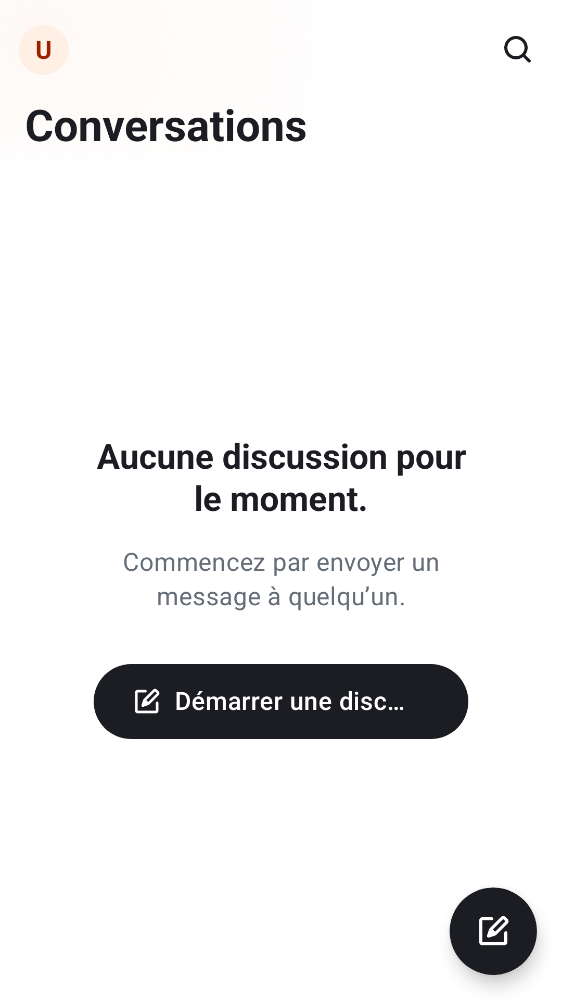 U
Conversations
Aucune discussion pour
le moment.
Commencez par envoyer un
message à quelqu’un.
Démarrer une disc…